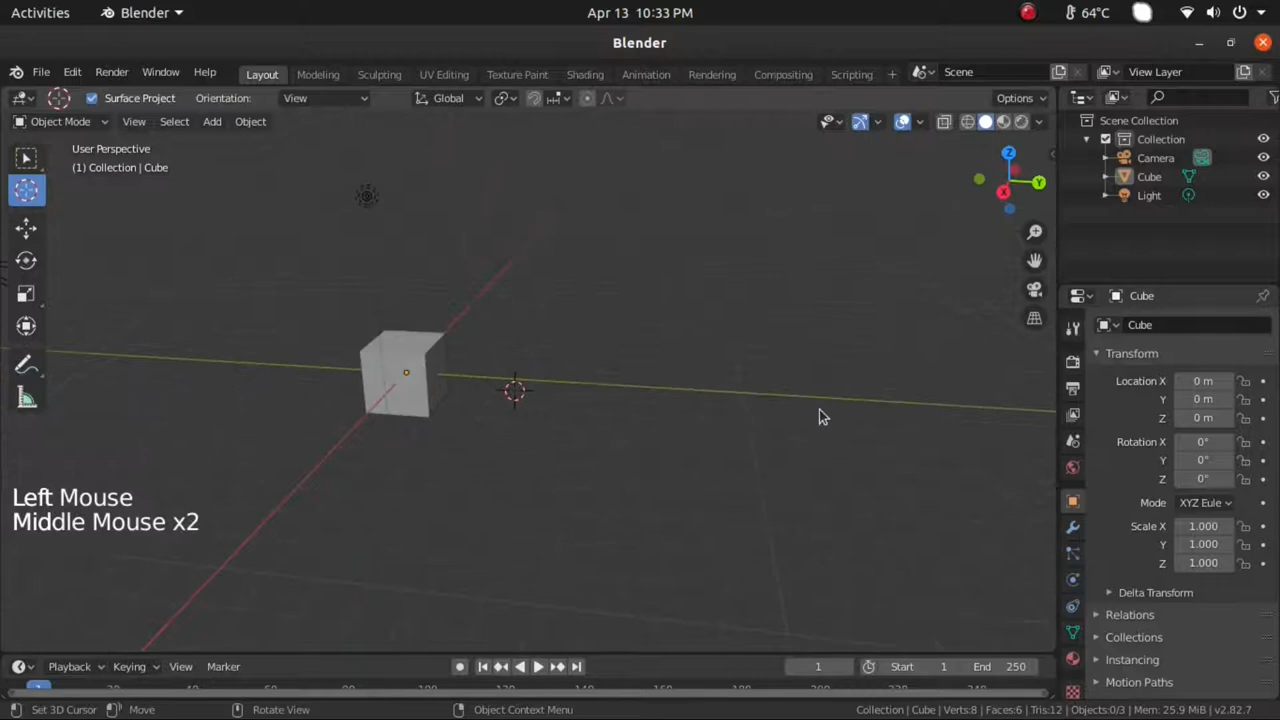 Activities Blender Apr 13 10:33 PM 64°C
Blender
File Edit Render Window Help Layout Modeling Sculpting UV Editing Texture Paint Shading Animation Rendering Compositing Scripting + Scene View Layer
Surface Project Orientation: View Global Options
Object Mode View Select Add Object
User Perspective
(1) Collection | Cube
Z
Y
X
Scene Collection
Collection
Camera
Cube
Light
Cube
Cube
Transform
Location X 0 m
Y 0 m
Z 0 m
Rotation X 0°
Y 0°
Z 0°
Mode XYZ Eule
Scale X 1.000
Y 1.000
Z 1.000
Delta Transform
Relations
Collections
Instancing
Motion Paths
Left Mouse
Middle Mouse x2
Playback Keying View Marker 1 Start 1 End 250
1
Set 3D Cursor Move Rotate View Object Context Menu Collection | Cube | Verts:8 | Faces:6 | Tris:12 | Objects:0/3 | Mem: 25.9 MiB | v2.82.7